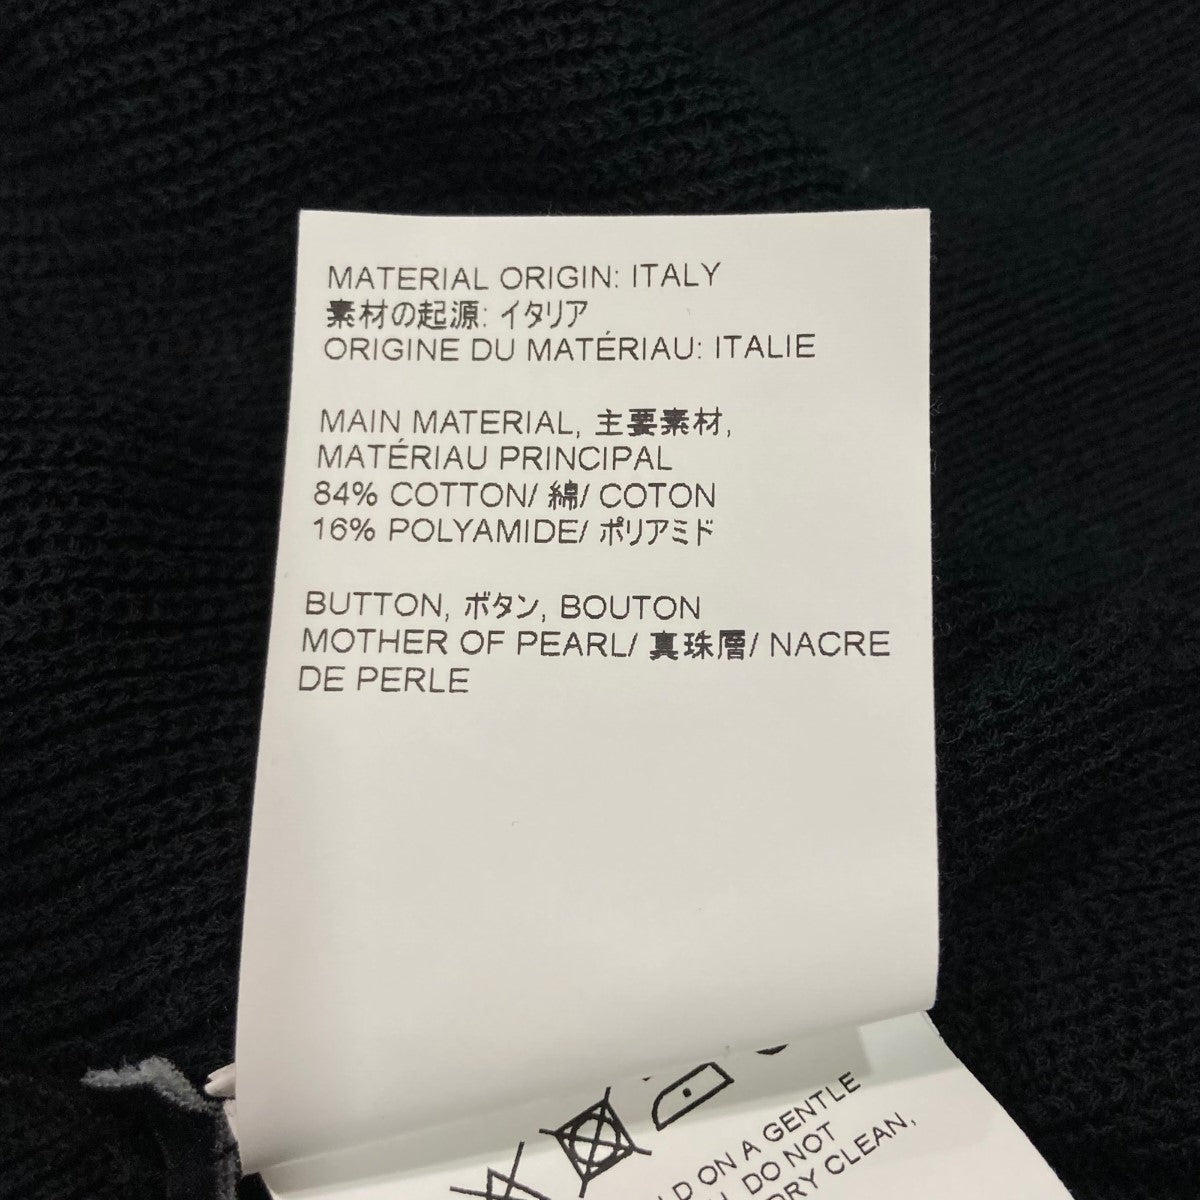 MATERIAL ORIGIN: ITALY
素材の起源: イタリア
ORIGINE DU MATÉRIAU: ITALIE
MAIN MATERIAL, 主要素材,
MATÉRIAU PRINCIPAL
84% COTTON/ 綿/ COTON
16% POLYAMIDE/ ポリアミド
BUTTON, ボタン, BOUTON
MOTHER OF PEARL/ 真珠層/ NACRE
DE PERLE
ON A GENTLE
DO NOT
DRY CLEAN,